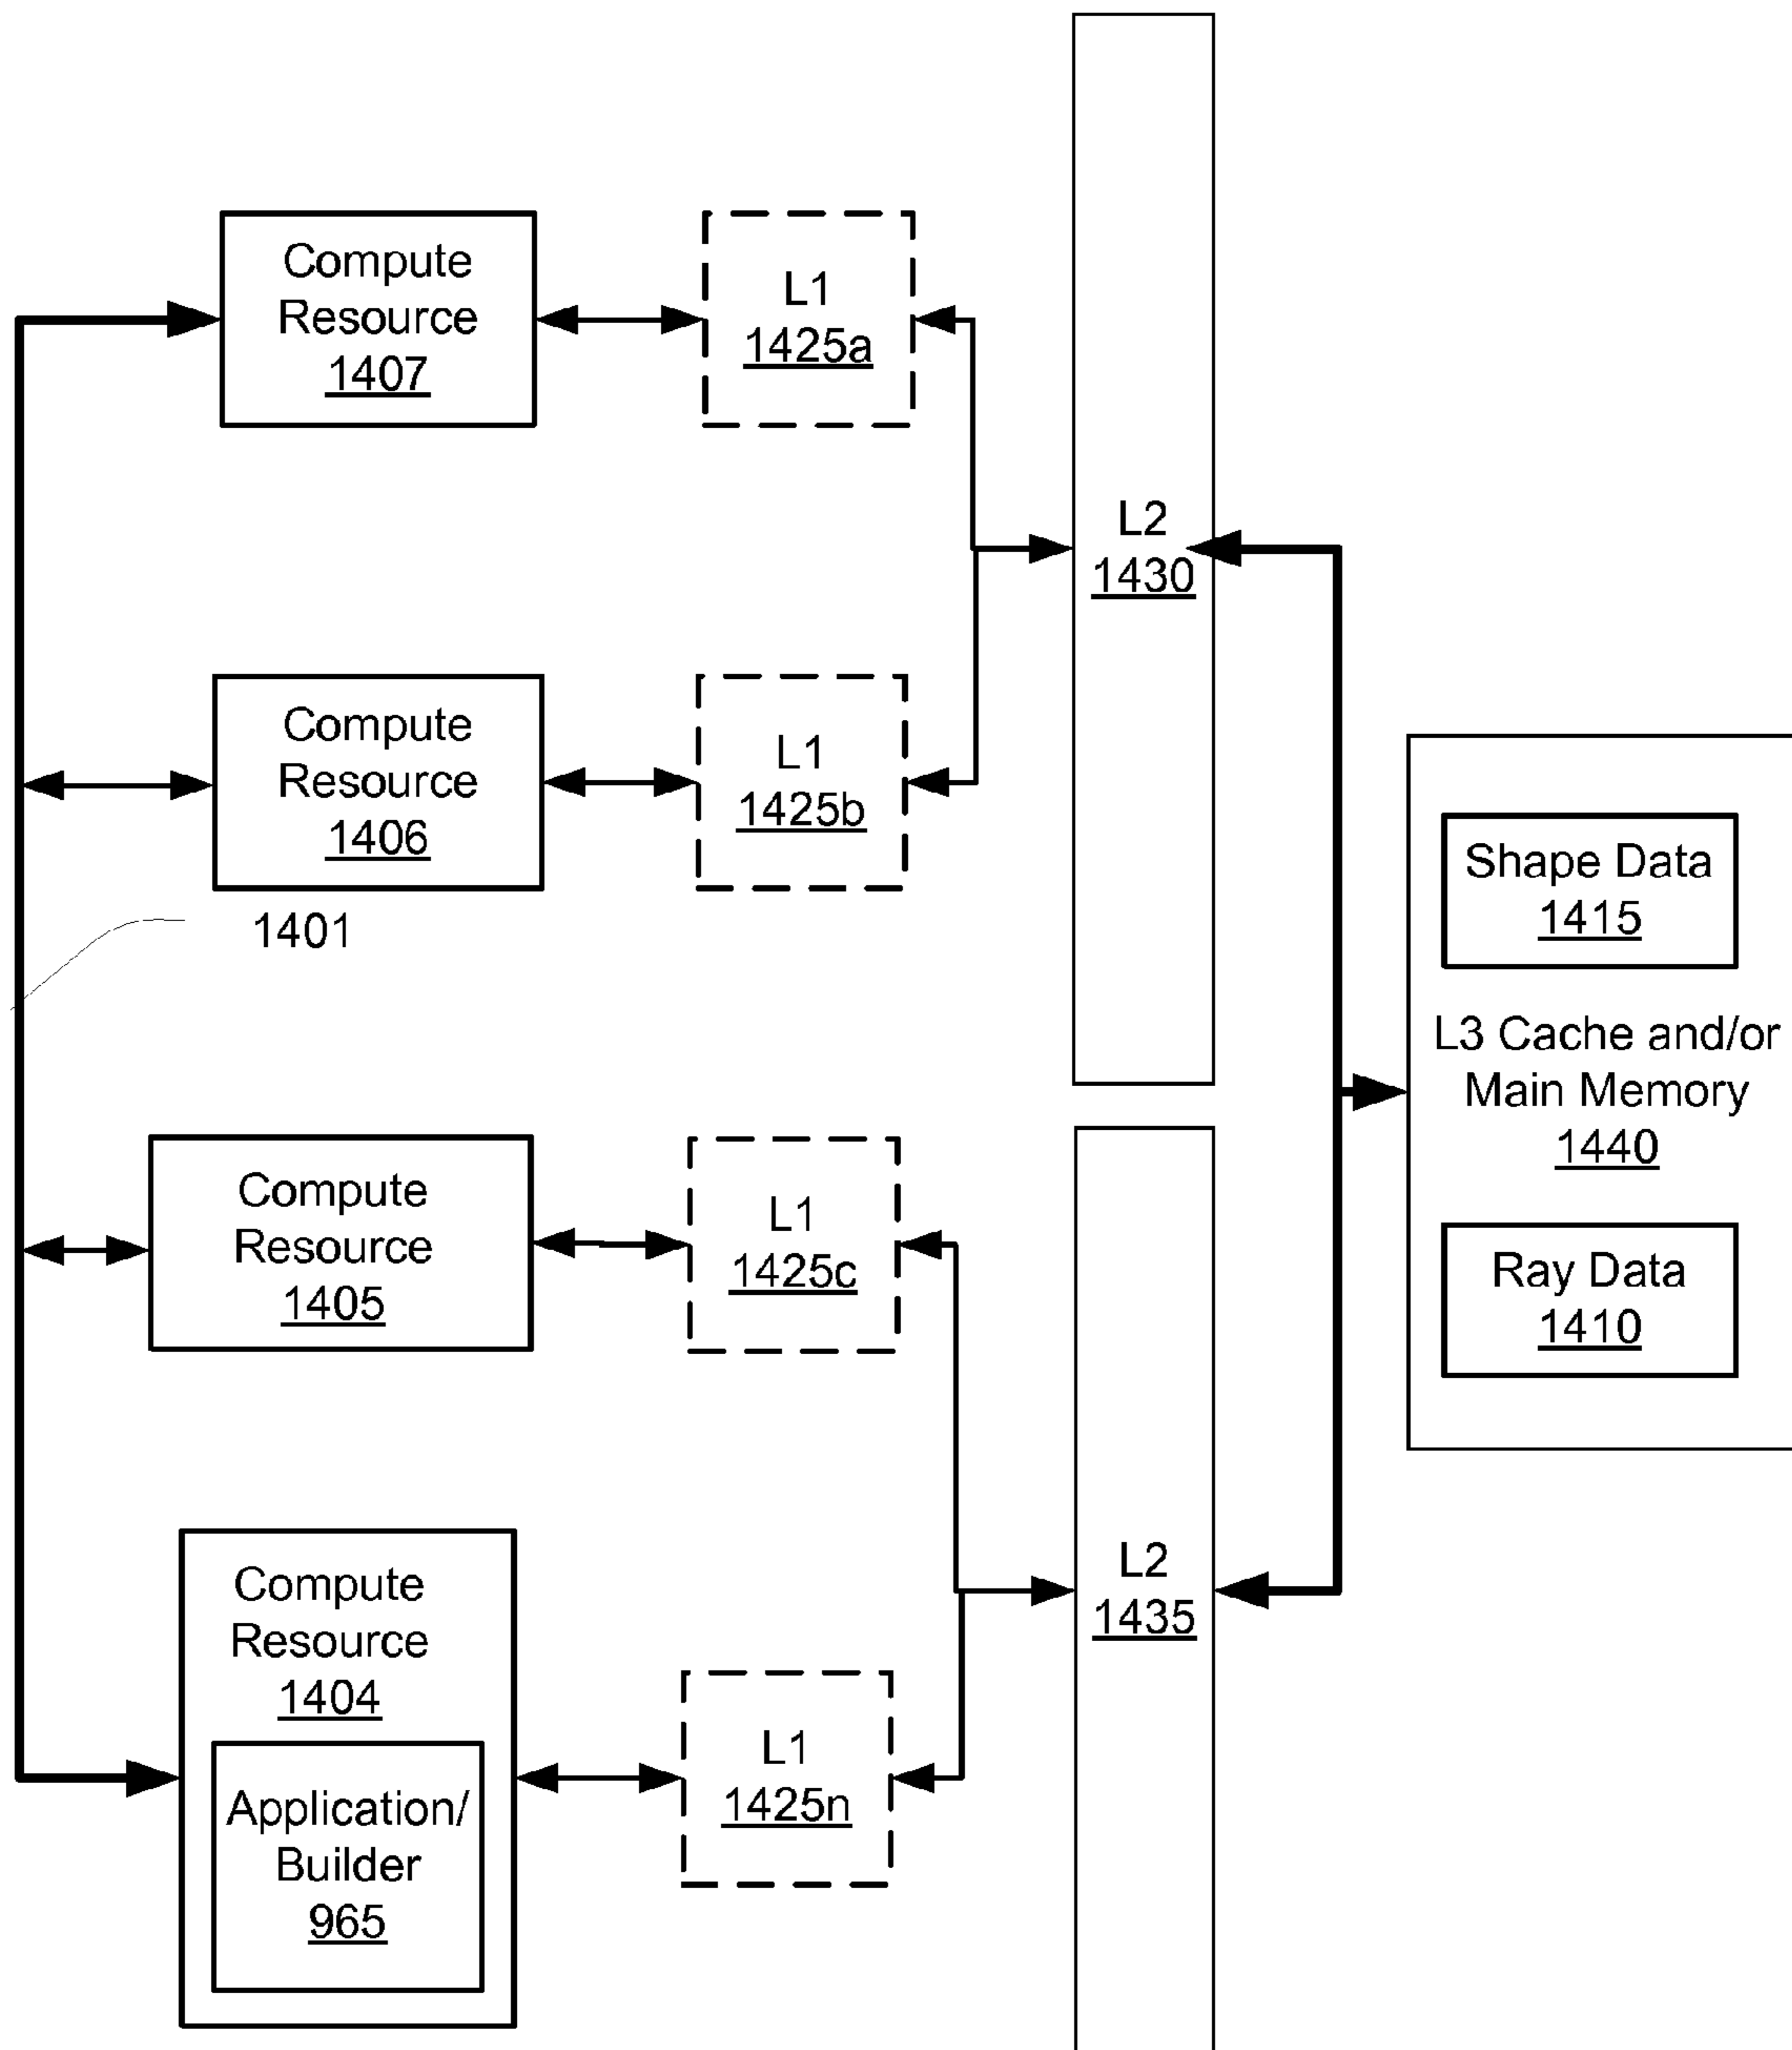 Compute
Resource
1407
L1
1425a
L2
1430
Compute
Resource
1406
L1
1425b
1401
Shape Data
1415
L3 Cache and/or
Main Memory
1440
Ray Data
1410
Compute
Resource
1405
L1
1425c
L2
1435
Compute
Resource
1404
Application/
Builder
965
L1
1425n